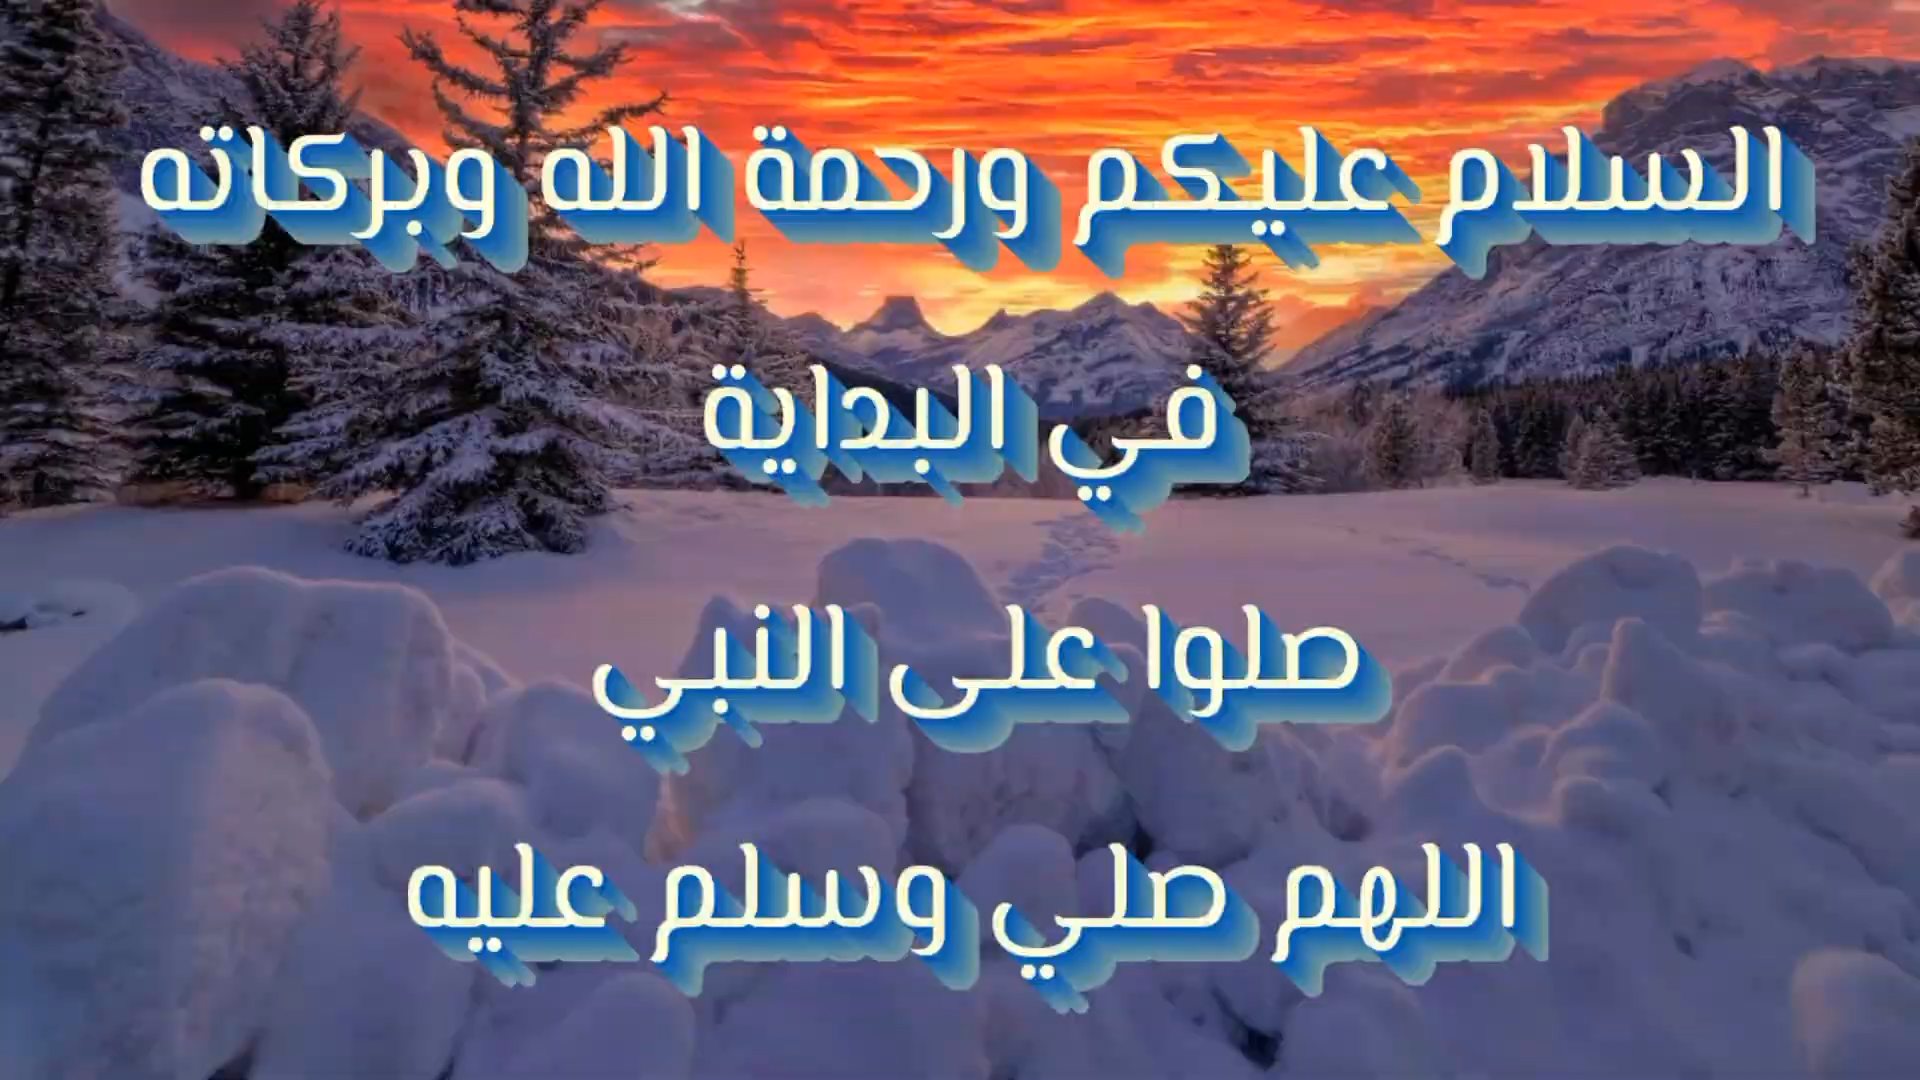 السلام عليكم ورحمة الله وبركاته
في البداية
صلوا على النبي
اللهم صلي وسلم عليه